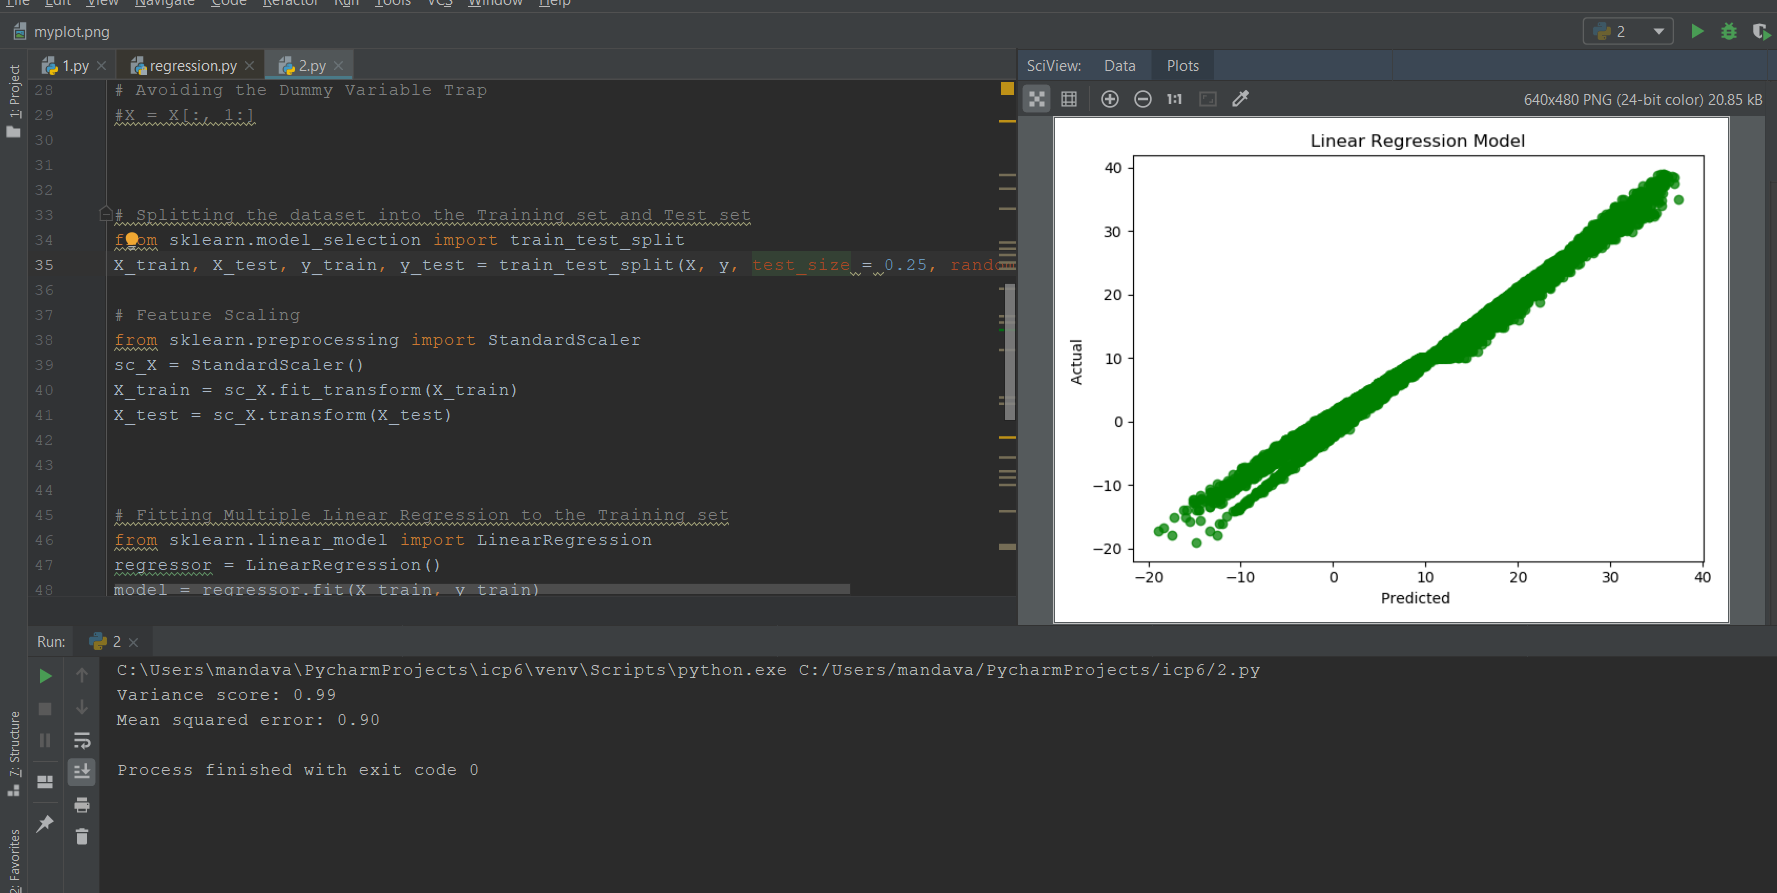 File Edit View Navigate Code Refactor Run Tools VCS Window Help
myplot.png
2
1: Project
1.py
regression.py
2.py
SciView: Data Plots
1:1
640x480 PNG (24-bit color) 20.85 kB
28 # Avoiding the Dummy Variable Trap
29 #X = X[:, 1:]
30
31
32
33 # Splitting the dataset into the Training set and Test set
34 from sklearn.model_selection import train_test_split
35 X_train, X_test, y_train, y_test = train_test_split(X, y, test_size = 0.25, random
36
37 # Feature Scaling
38 from sklearn.preprocessing import StandardScaler
39 sc_X = StandardScaler()
40 X_train = sc_X.fit_transform(X_train)
41 X_test = sc_X.transform(X_test)
42
43
44
45 # Fitting Multiple Linear Regression to the Training set
46 from sklearn.linear_model import LinearRegression
47 regressor = LinearRegression()
48 model = regressor.fit(X_train, y_train)
Linear Regression Model
40
30
20
10
0
−10
−20
Actual
−20 −10 0 10 20 30 40
Predicted
Run: 2
C:\Users\mandava\PycharmProjects\icp6\venv\Scripts\python.exe C:/Users/mandava/PycharmProjects/icp6/2.py
Variance score: 0.99
Mean squared error: 0.90
Process finished with exit code 0
7: Structure
2: Favorites